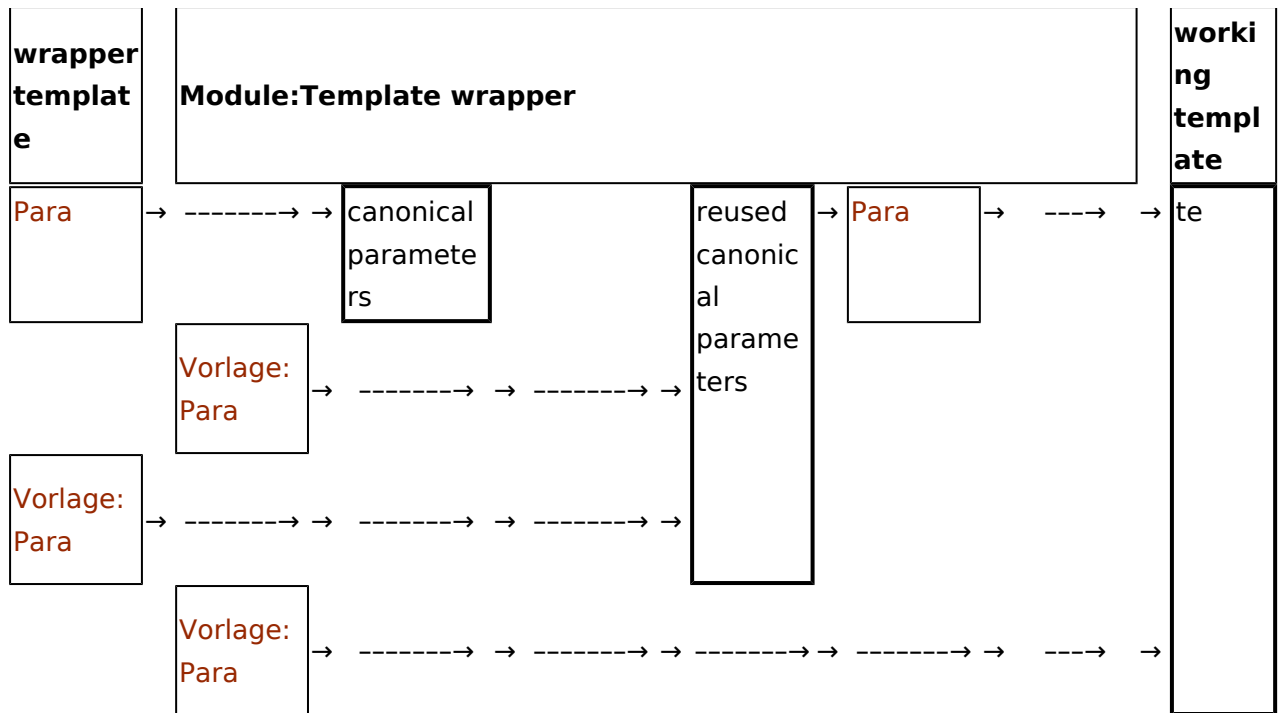 wrapper
templat
e
Module:Template wrapper
worki
ng
templ
ate
Para
→ -------→ →
canonical
paramete
rs
reused
canonic
al
parame
ters
→
Para
→ ---→ →
te
Vorlage:
Para
→ -------→ → -------→ →
Vorlage:
Para
→ -------→ → -------→ → -------→ →
Vorlage:
Para
→ -------→ → -------→ → -------→ → -------→ → ---→ →